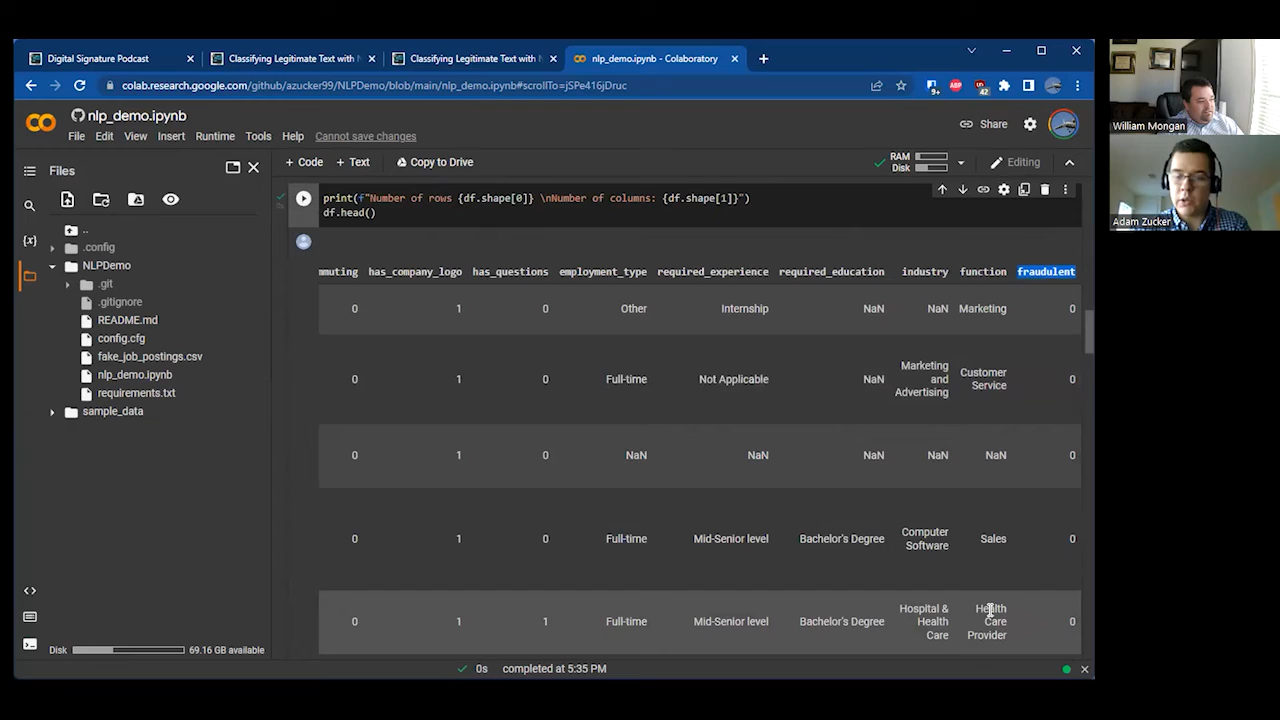 Digital Signature Podcast
Classifying Legitimate Text with N
Classifying Legitimate Text with N
nlp_demo.ipynb - Colaboratory
colab.research.google.com/github/azucker99/NLPDemo/blob/main/nlp_demo.ipynb#scrollTo=jSPe416jDruc
9+
ABP
42
nlp_demo.ipynb
File Edit View Insert Runtime Tools Help Cannot save changes
Share
Files
+ Code + Text Copy to Drive
RAM
Disk
Editing
..
.config
NLPDemo
.git
.gitignore
README.md
config.cfg
fake_job_postings.csv
nlp_demo.ipynb
requirements.txt
sample_data
Disk 69.16 GB available
print(f"Number of rows {df.shape[0]} \nNumber of columns: {df.shape[1]}")
df.head()
mmuting has_company_logo has_questions employment_type required_experience required_education industry function fraudulent
0 1 0 Other Internship NaN NaN Marketing 0
0 1 0 Full-time Not Applicable NaN Marketing and Advertising Customer Service 0
0 1 0 NaN NaN NaN NaN NaN 0
0 1 0 Full-time Mid-Senior level Bachelor's Degree Computer Software Sales 0
0 1 1 Full-time Mid-Senior level Bachelor's Degree Hospital & Health Care Health Care Provider 0
0s completed at 5:35 PM
William Mongan
Adam Zucker